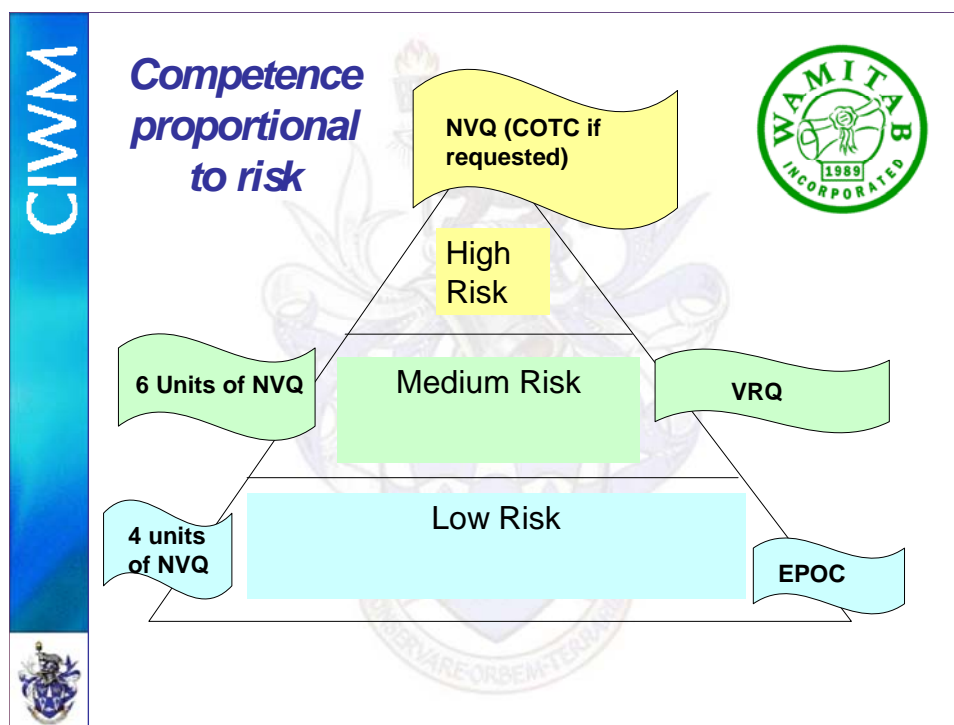 CIWM
Competence
proportional
to risk
NVQ (COTC if
requested)
WAMITAB
INCORPORATED
1989
High
Risk
6 Units of NVQ
Medium Risk
VRQ
4 units
of NVQ
Low Risk
EPOC
ORBEM